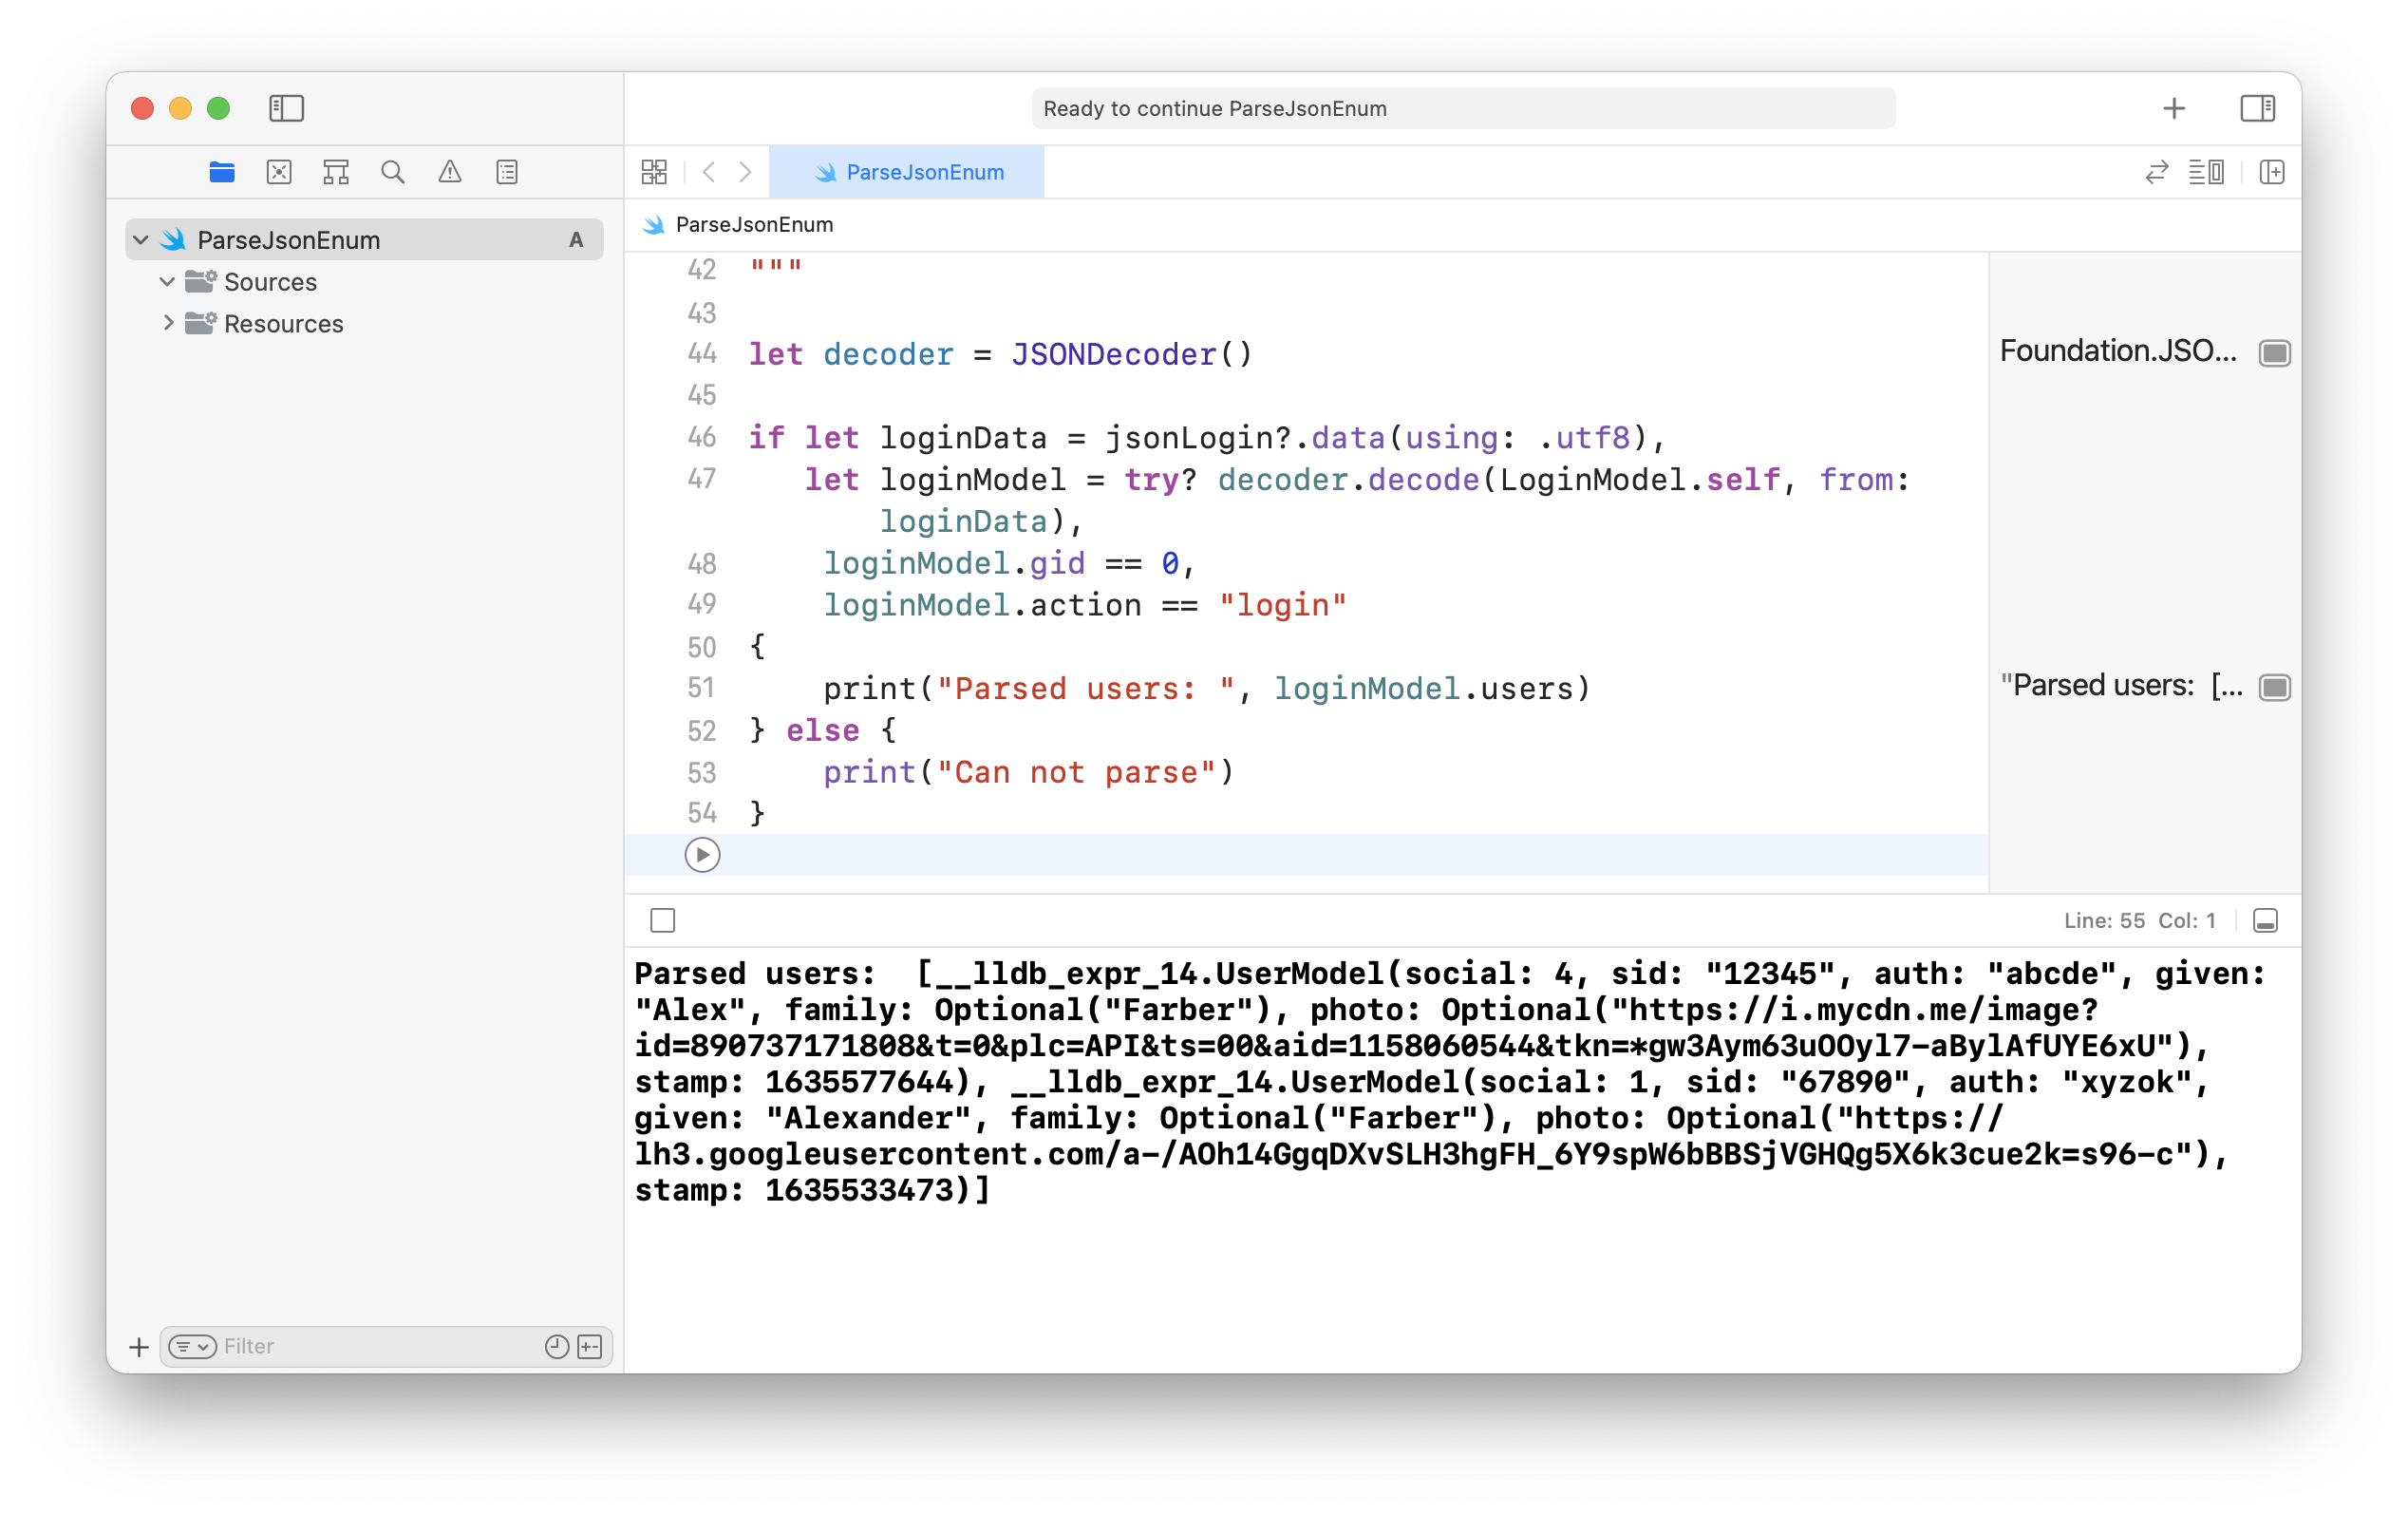 Ready to continue ParseJsonEnum
ParseJsonEnum
ParseJsonEnum A
Sources
Resources
ParseJsonEnum
42 """
43
44 let decoder = JSONDecoder()
45
46 if let loginData = jsonLogin?.data(using: .utf8),
47 let loginModel = try? decoder.decode(LoginModel.self, from:
loginData),
48 loginModel.gid == 0,
49 loginModel.action == "login"
50 {
51 print("Parsed users: ", loginModel.users)
52 } else {
53 print("Can not parse")
54 }
Foundation.JSO...
"Parsed users:  [...
Line: 55 Col: 1
Parsed users:  [__lldb_expr_14.UserModel(social: 4, sid: "12345", auth: "abcde", given:
"Alex", family: Optional("Farber"), photo: Optional("https://i.mycdn.me/image?
id=890737171808&t=0&plc=API&ts=00&aid=1158060544&tkn=*gw3Aym63uOOyl7-aBylAfUYE6xU"),
stamp: 1635577644), __lldb_expr_14.UserModel(social: 1, sid: "67890", auth: "xyzok",
given: "Alexander", family: Optional("Farber"), photo: Optional("https://
lh3.googleusercontent.com/a-/AOh14GgqDXvSLH3hgFH_6Y9spW6bBBSjVGHQg5X6k3cue2k=s96-c"),
stamp: 1635533473)]
Filter